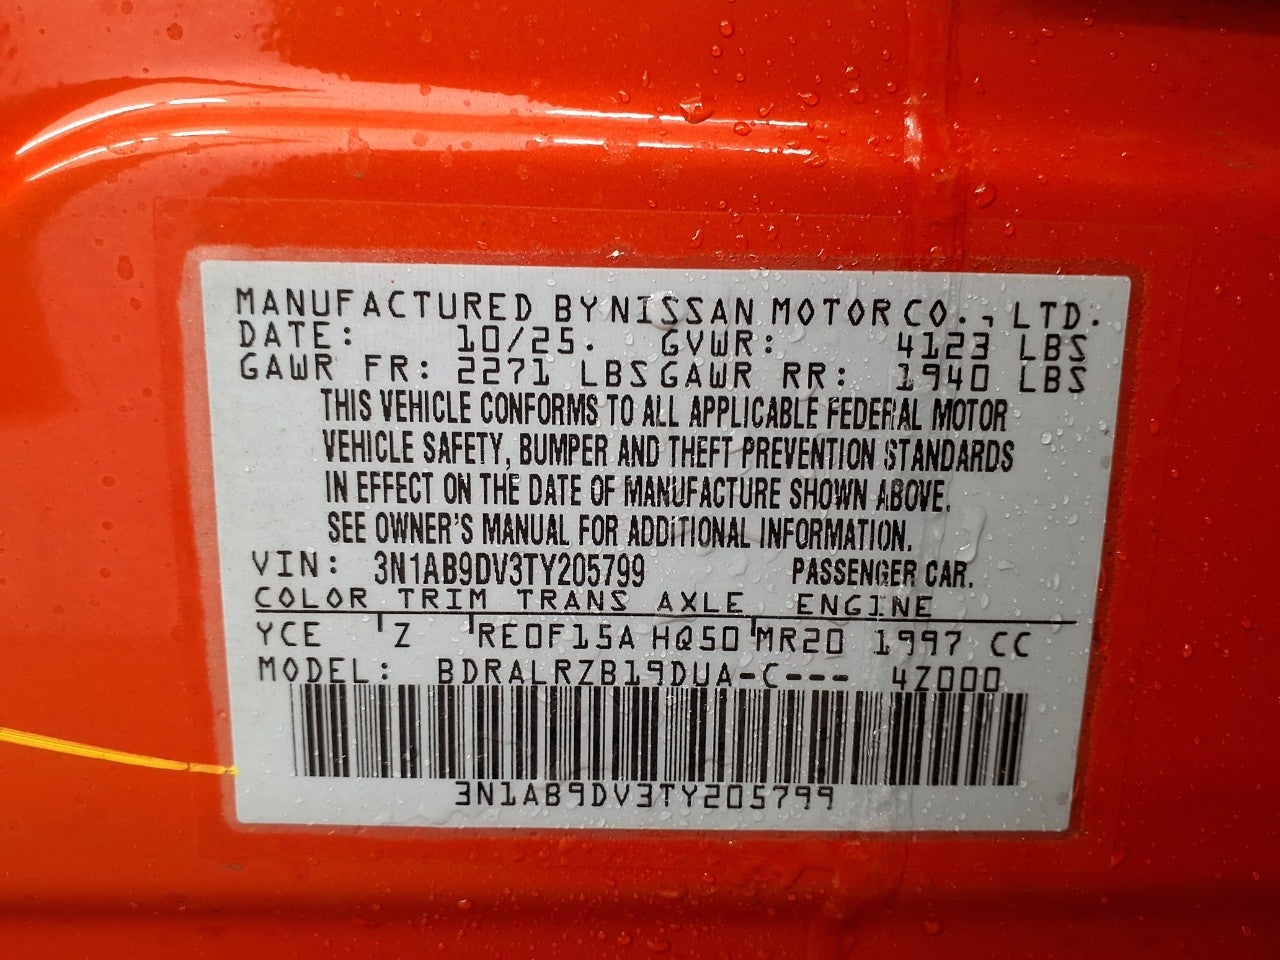 MANUFACTURED BY NISSAN MOTOR CO., LTD.
DATE: 10/25. GVWR: 4123 LBS
GAWR FR: 2271 LBS GAWR RR: 1940 LBS
THIS VEHICLE CONFORMS TO ALL APPLICABLE FEDERAL MOTOR
VEHICLE SAFETY, BUMPER AND THEFT PREVENTION STANDARDS
IN EFFECT ON THE DATE OF MANUFACTURE SHOWN ABOVE.
SEE OWNER'S MANUAL FOR ADDITIONAL INFORMATION.
VIN: 3N1AB9DV3TY205799 PASSENGER CAR.
COLOR TRIM TRANS AXLE ENGINE
YCE Z RE0F15A HQ50 MR20 1997 CC
MODEL: BDRALRZB19DUA-C--- 4Z000
3N1AB9DV3TY205799